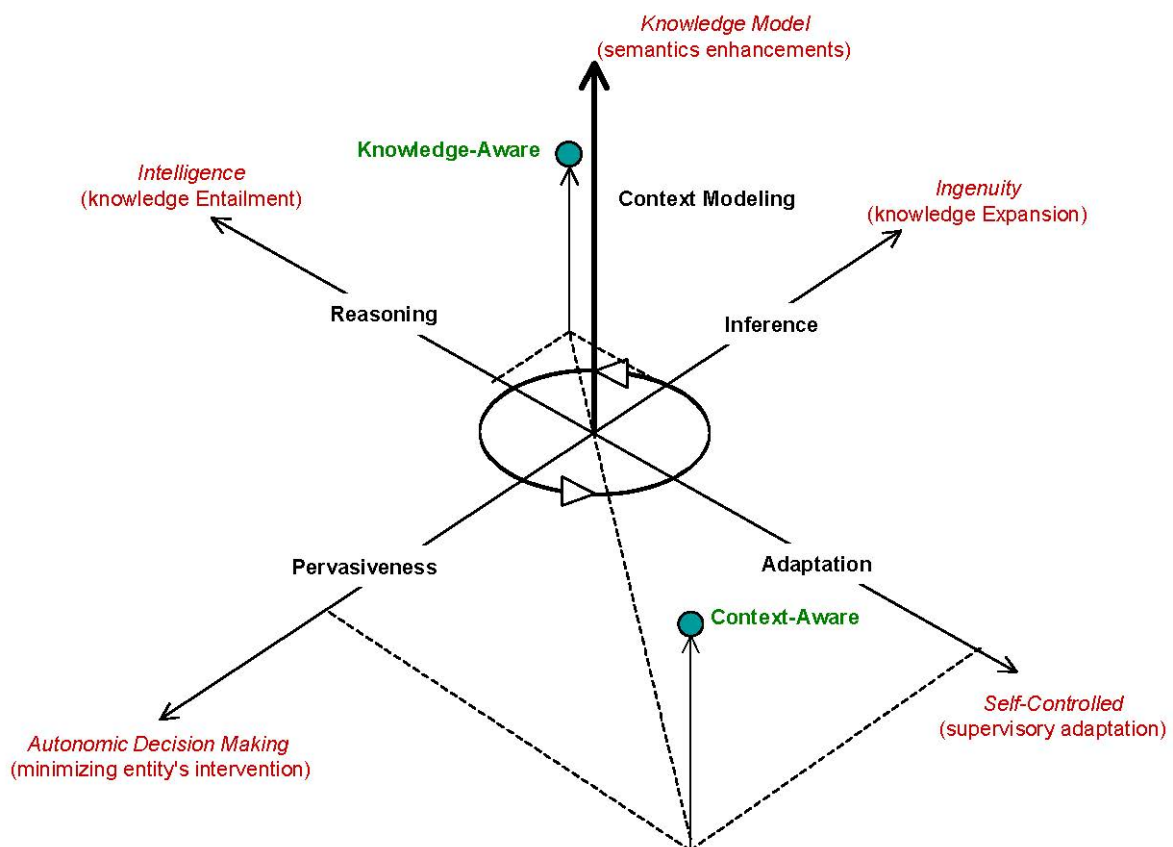 Knowledge Model
(semantics enhancements)
Knowledge-Aware
Intelligence
(knowledge Entailment)
Context Modeling
Ingenuity
(knowledge Expansion)
Reasoning
Inference
Pervasiveness
Adaptation
Context-Aware
Self-Controlled
(supervisory adaptation)
Autonomic Decision Making
(minimizing entity's intervention)